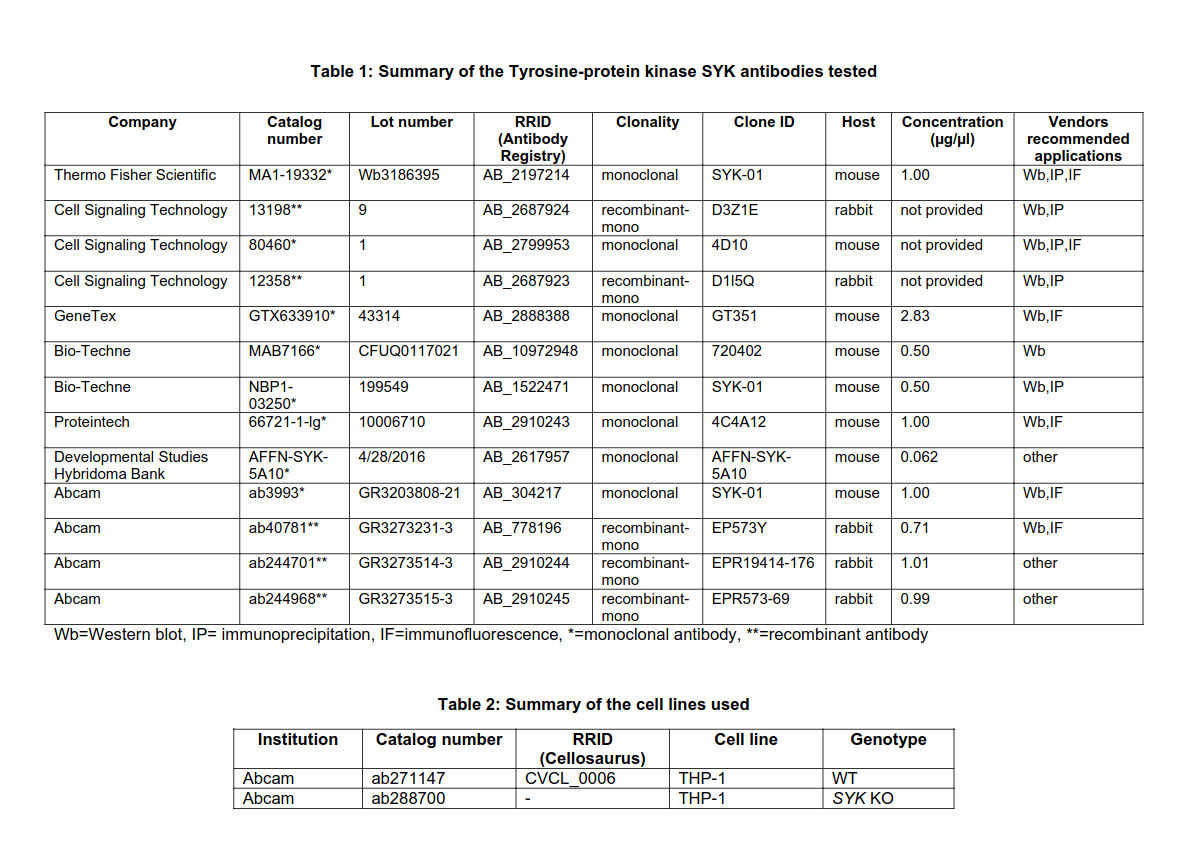 Table 1: Summary of the Tyrosine-protein kinase SYK antibodies tested
Company Catalog number Lot number RRID (Antibody Registry) Clonality Clone ID Host Concentration (µg/µl) Vendors recommended applications
Thermo Fisher Scientific MA1-19332* Wb3186395 AB_2197214 monoclonal SYK-01 mouse 1.00 Wb,IP,IF
Cell Signaling Technology 13198** 9 AB_2687924 recombinant-mono D3Z1E rabbit not provided Wb,IP
Cell Signaling Technology 80460* 1 AB_2799953 monoclonal 4D10 mouse not provided Wb,IP,IF
Cell Signaling Technology 12358** 1 AB_2687923 recombinant-mono D1I5Q rabbit not provided Wb,IP
GeneTex GTX633910* 43314 AB_2888388 monoclonal GT351 mouse 2.83 Wb,IF
Bio-Techne MAB7166* CFUQ0117021 AB_10972948 monoclonal 720402 mouse 0.50 Wb
Bio-Techne NBP1-03250* 199549 AB_1522471 monoclonal SYK-01 mouse 0.50 Wb,IP
Proteintech 66721-1-Ig* 10006710 AB_2910243 monoclonal 4C4A12 mouse 1.00 Wb,IF
Developmental Studies Hybridoma Bank AFFN-SYK-5A10* 4/28/2016 AB_2617957 monoclonal AFFN-SYK-5A10 mouse 0.062 other
Abcam ab3993* GR3203808-21 AB_304217 monoclonal SYK-01 mouse 1.00 Wb,IF
Abcam ab40781** GR3273231-3 AB_778196 recombinant-mono EP573Y rabbit 0.71 Wb,IF
Abcam ab244701** GR3273514-3 AB_2910244 recombinant-mono EPR19414-176 rabbit 1.01 other
Abcam ab244968** GR3273515-3 AB_2910245 recombinant-mono EPR573-69 rabbit 0.99 other
Wb=Western blot, IP= immunoprecipitation, IF=immunofluorescence, *=monoclonal antibody, **=recombinant antibody
Table 2: Summary of the cell lines used
Institution Catalog number RRID (Cellosaurus) Cell line Genotype
Abcam ab271147 CVCL_0006 THP-1 WT
Abcam ab288700 - THP-1 SYK KO